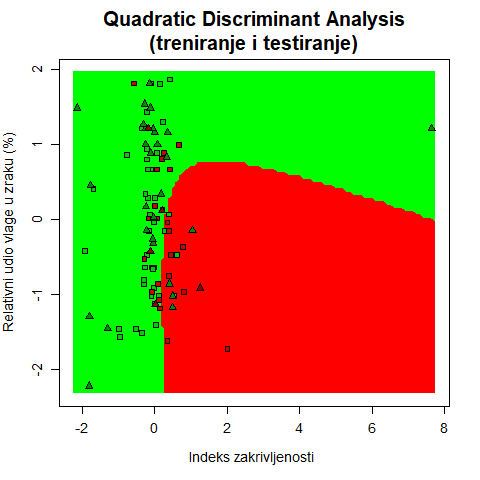 Quadratic Discriminant Analysis
(treniranje i testiranje)
Relativni udio vlage u zraku (%)
2
1
0
-1
-2
-2 0 2 4 6 8
Indeks zakrivljenosti